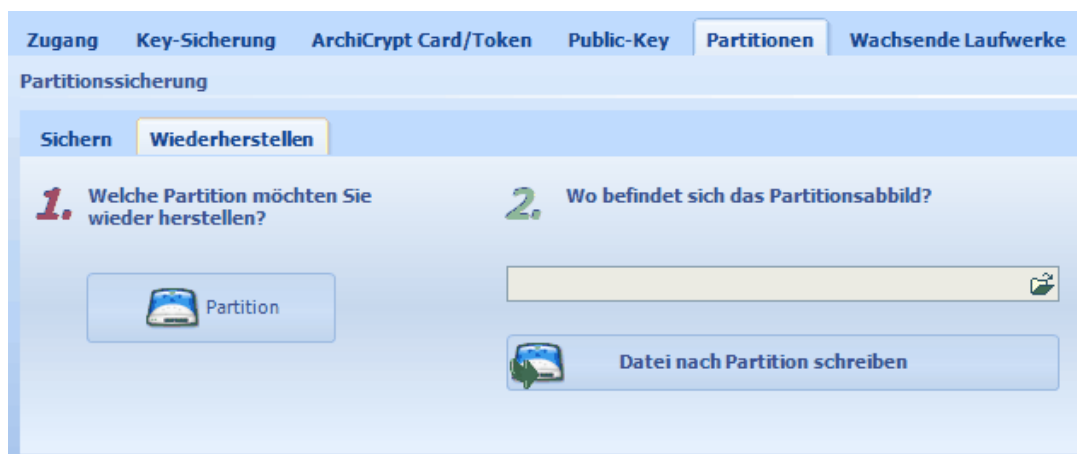 Zugang Key-Sicherung ArchiCrypt Card/Token Public-Key Partitionen Wachsende Laufwerke
Partitionssicherung
Sichern Wiederherstellen
1. Welche Partition möchten Sie
wieder herstellen?
2. Wo befindet sich das Partitionsabbild?
Partition
Datei nach Partition schreiben